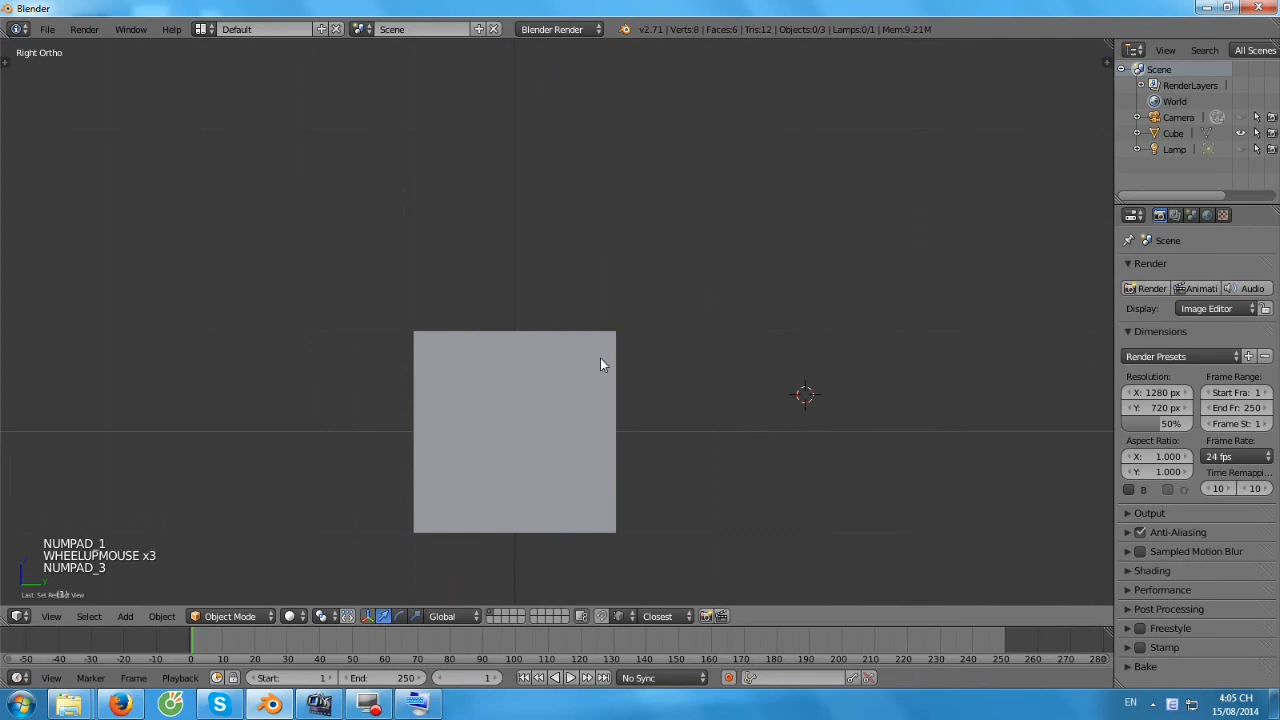 Blender
File Render Window Help Default Scene Blender Render v2.71 | Verts:8 | Faces:6 | Tris:12 | Objects:0/3 | Lamps:0/1 | Mem:9.21M
View Search All Scenes
Right Ortho
Scene
RenderLayers
World
Camera
Cube
Lamp
Scene
Render
Render Animati Audio
Display: Image Editor
Dimensions
Render Presets
Resolution: Frame Range:
X: 1280 px Start Fra: 1
Y: 720 px End Fr: 250
50% Frame St: 1
Aspect Ratio: Frame Rate:
X: 1.000 24 fps
Y: 1.000 Time Remappi...
B Cr 10 10
Output
Anti-Aliasing
Sampled Motion Blur
Shading
Performance
Post Processing
Freestyle
Stamp
Bake
NUMPAD_1
WHEELUPMOUSE x3
NUMPAD_3
y
(1)
View Select Add Object Object Mode Global Closest
-50 -40 -30 -20 -10 0 10 20 30 40 50 60 70 80 90 100 110 120 130 140 150 160 170 180 190 200 210 220 230 240 250 260 270 280
View Marker Frame Playback Start: 1 End: 250 1 No Sync
EN 4:05 CH
15/08/2014